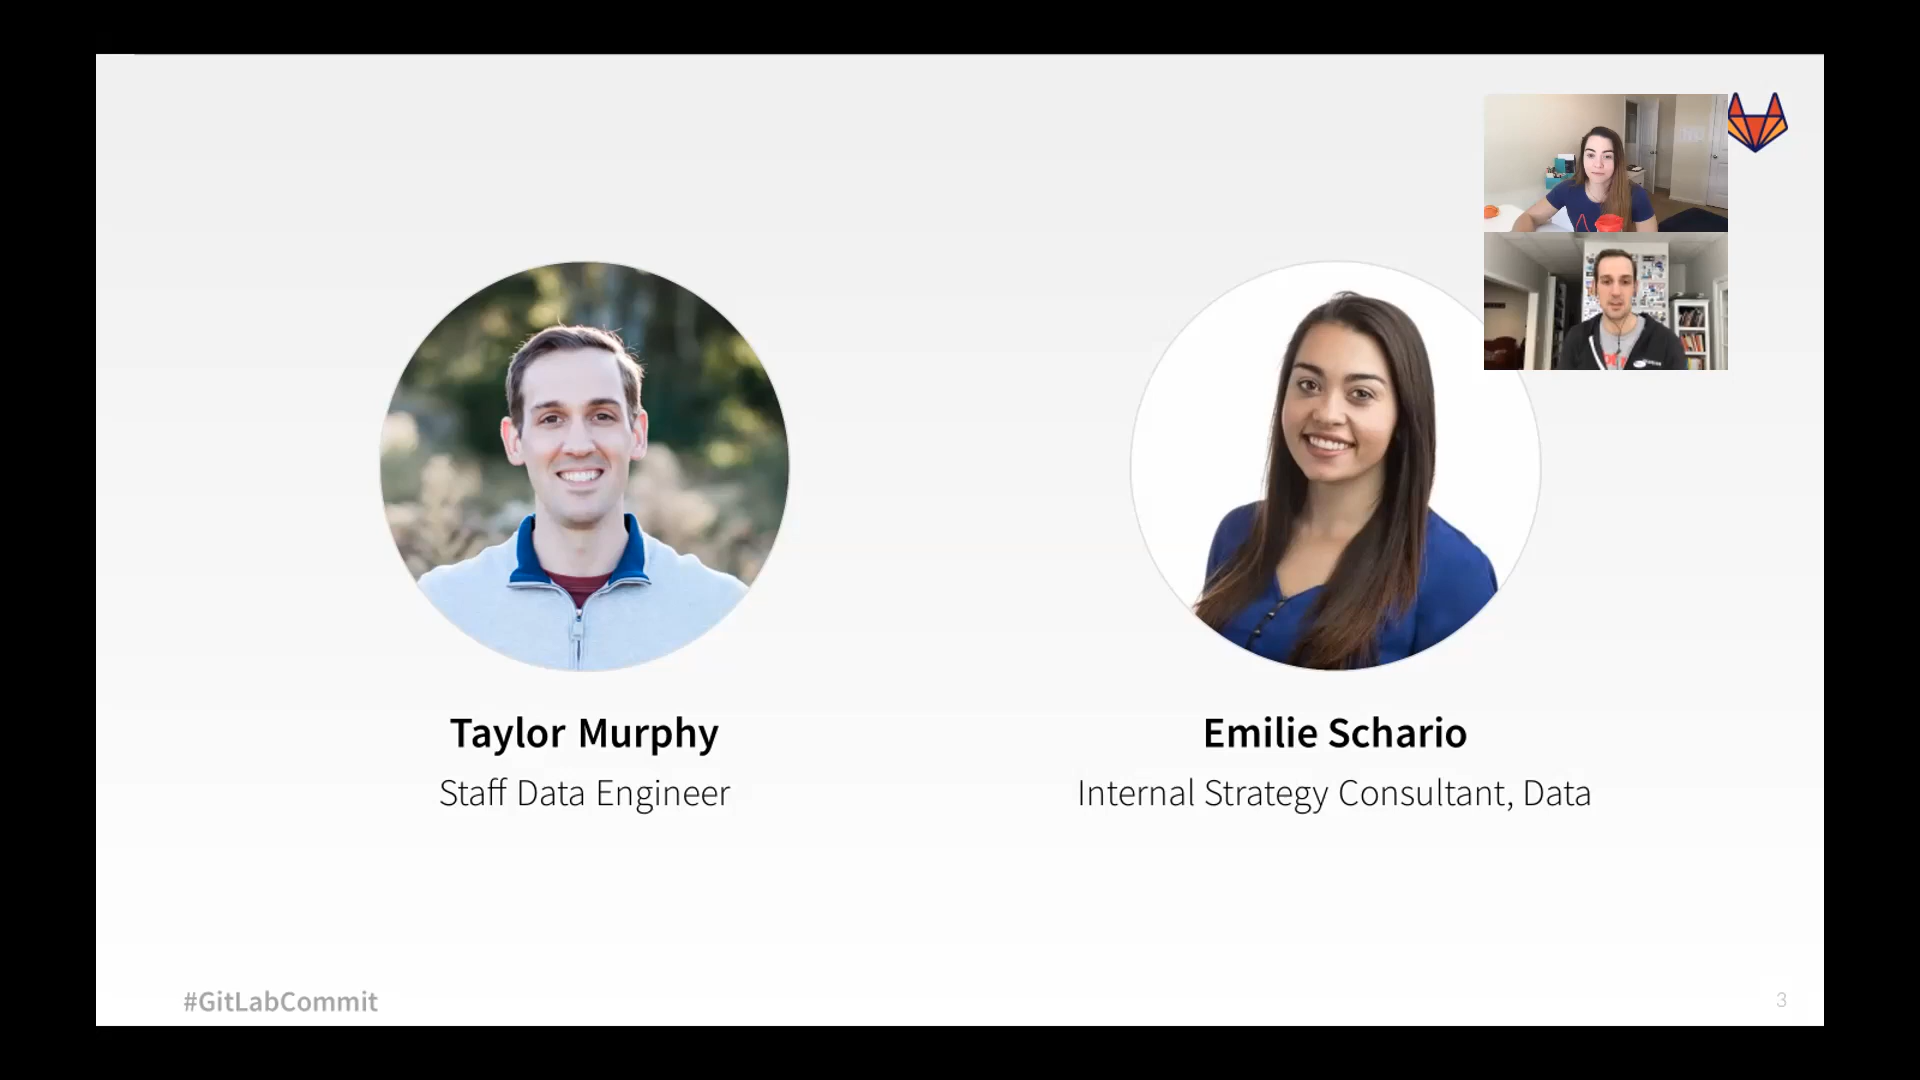 Taylor Murphy
Staff Data Engineer
Emilie Schario
Internal Strategy Consultant, Data
#GitLabCommit
3